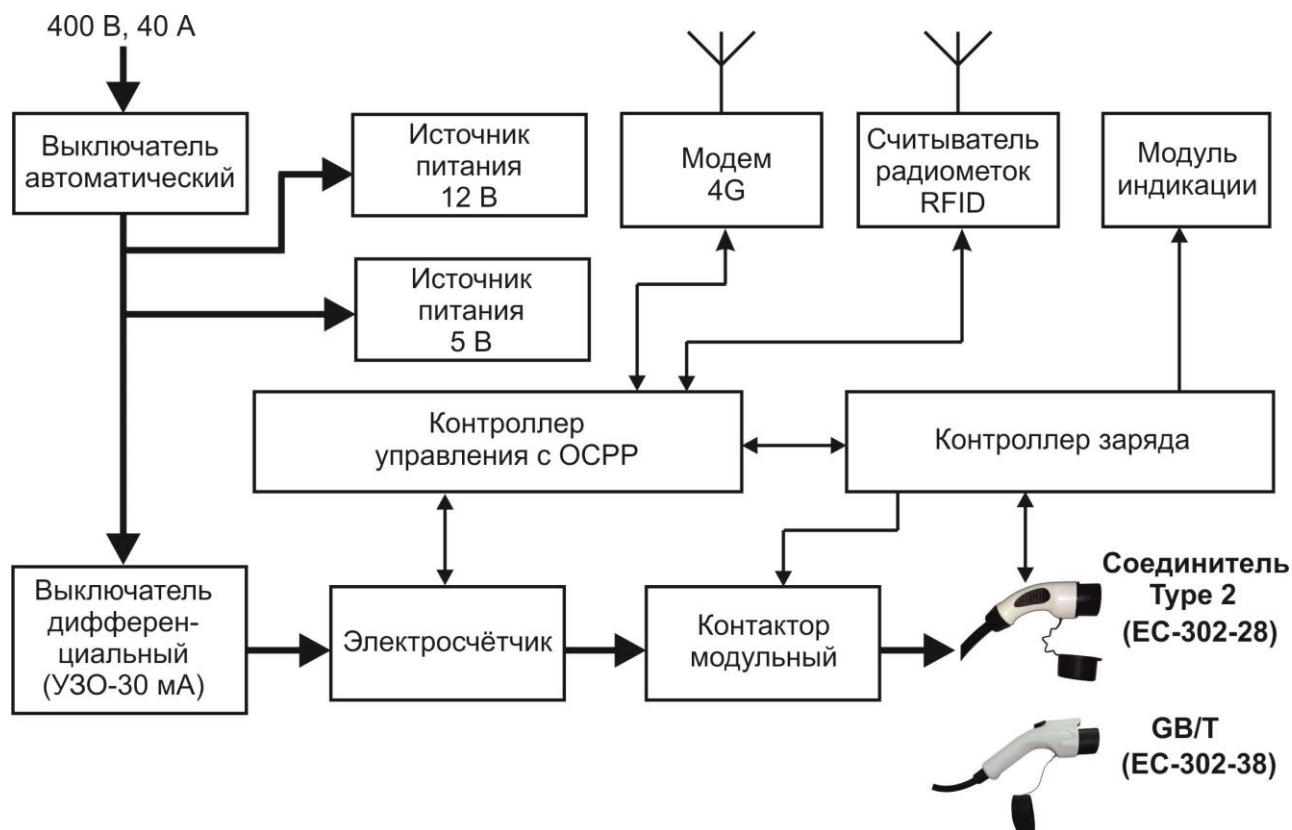 400 В, 40 А
Выключатель
автоматический
Источник
питания
12 В
Модем
4G
Считыватель
радиометок
RFID
Модуль
индикации
Источник
питания
5 В
Контроллер
управления с ОСРР
Контроллер заряда
Выключатель
дифферен-
циальный
(УЗО-30 мА)
Электросчётчик
Контактор
модульный
Соединитель
Type 2
(EC-302-28)
GB/T
(EC-302-38)